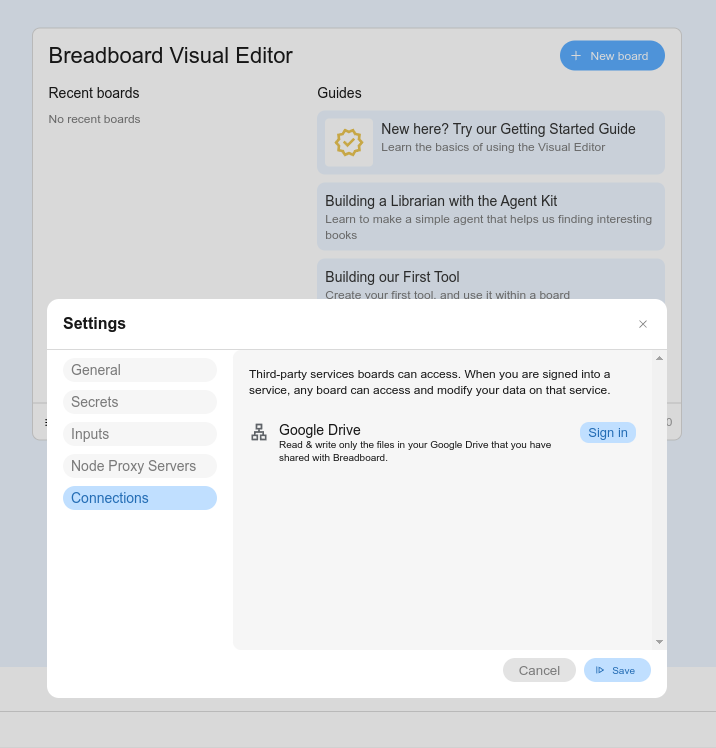 Breadboard Visual Editor
New board
Recent boards
No recent boards
Guides
New here? Try our Getting Started Guide
Learn the basics of using the Visual Editor
Building a Librarian with the Agent Kit
Learn to make a simple agent that helps us finding interesting
books
Building our First Tool
Create your first tool, and use it within a board
Settings
General
Secrets
Inputs
Node Proxy Servers
Connections
Third-party services boards can access. When you are signed into a
service, any board can access and modify your data on that service.
Google Drive
Sign in
Read & write only the files in your Google Drive that you have
shared with Breadboard.
Cancel
Save